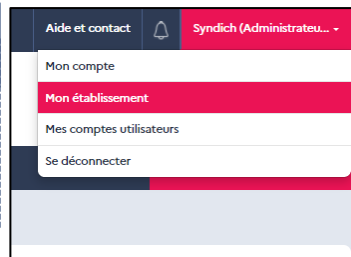 Aide et contact Syndich (Administrateu...
Mon compte
Mon établissement
Mes comptes utilisateurs
Se déconnecter